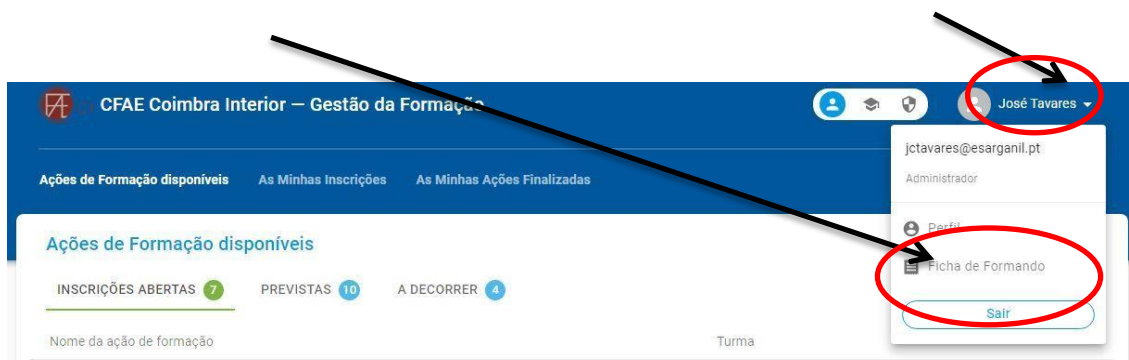 CFAE Coimbra Interior — Gestão da Formação
José Tavares
jctavares@esarganil.pt
Administrador
Ações de Formação disponíveis As Minhas Inscrições As Minhas Ações Finalizadas
Perfil
Ações de Formação disponíveis
Ficha de Formando
INSCRIÇÕES ABERTAS 7 PREVISTAS 10 A DECORRER 4
Sair
Nome da ação de formação Turma